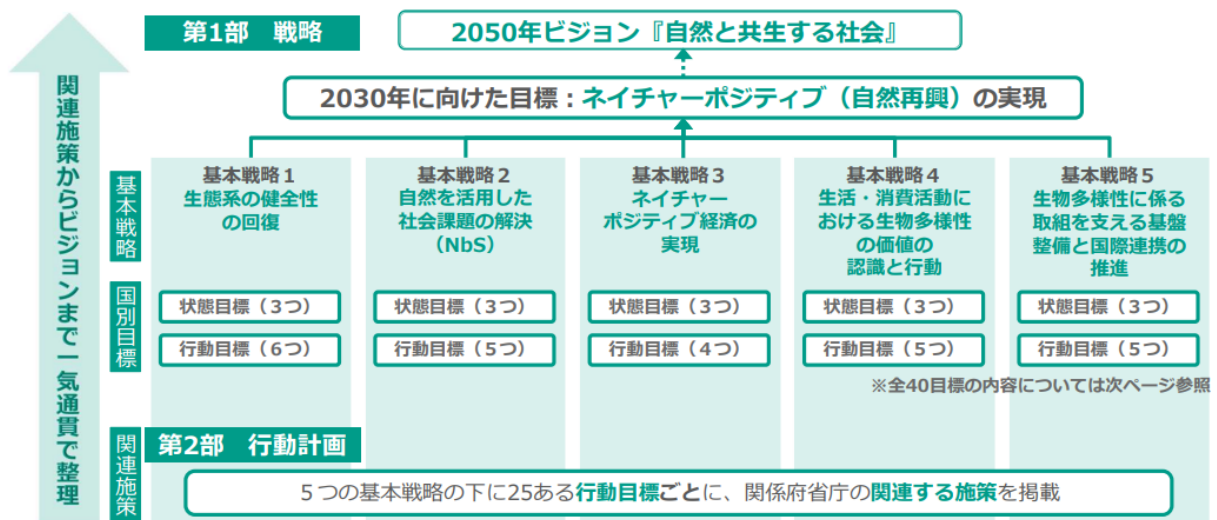 第1部 戦略
2050年ビジョン『自然と共生する社会』
2030年に向けた目標：ネイチャーポジティブ（自然再興）の実現
関連施策からビジョンまで一気通貫で整理
基本戦略
基本戦略１
生態系の健全性
の回復
基本戦略２
自然を活用した
社会課題の解決
（NbS）
基本戦略３
ネイチャー
ポジティブ経済の
実現
基本戦略４
生活・消費活動に
おける生物多様性
の価値の
認識と行動
基本戦略５
生物多様性に係る
取組を支える基盤
整備と国際連携の
推進
国別目標
状態目標（３つ）
状態目標（３つ）
状態目標（３つ）
状態目標（３つ）
状態目標（３つ）
行動目標（６つ）
行動目標（５つ）
行動目標（４つ）
行動目標（５つ）
行動目標（５つ）
※全40目標の内容については次ページ参照
関連施策
第2部 行動計画
５つの基本戦略の下に25ある行動目標ごとに、関係府省庁の関連する施策を掲載